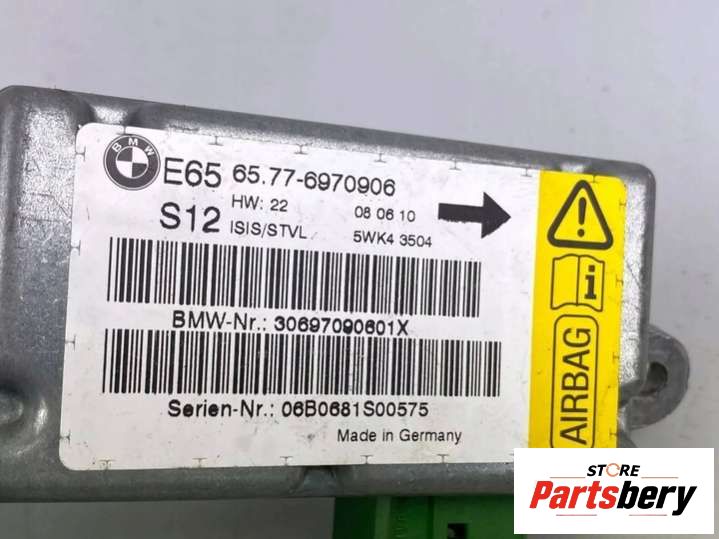 BMW
E65 65.77-6970906
HW: 22 08 06 10
S12 ISIS/STVL 5WK4 3504
BMW-Nr.: 30697090601X
Serien-Nr.: 06B0681S00575
Made in Germany
AIRBAG
STORE
Partsbery